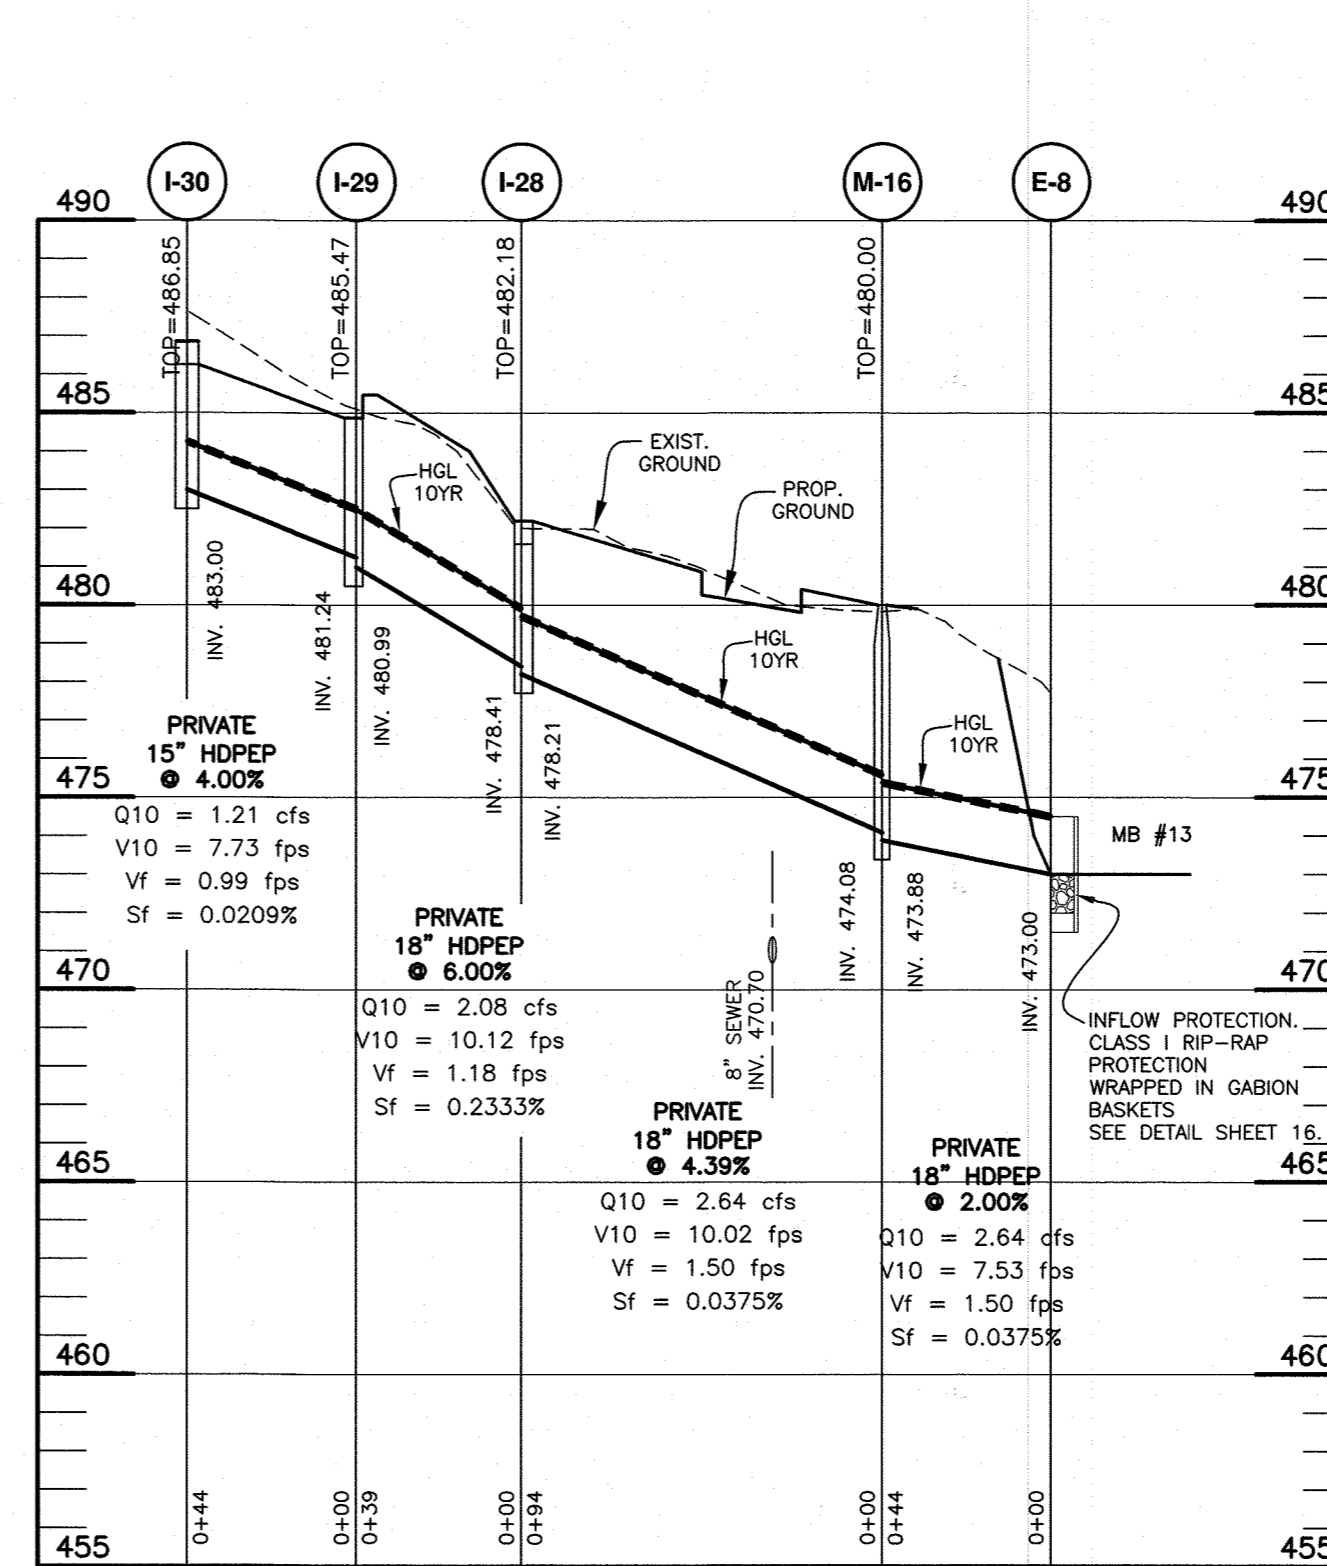 I-30
I-29
I-28
M-16
E-8
490
490
TOP=486.85
TOP=485.47
TOP=482.18
TOP=480.00
485
485
EXIST.
GROUND
HGL
10YR
PROP.
GROUND
480
480
HGL
10YR
INV. 483.00
INV. 481.24
INV. 480.99
INV. 478.41
INV. 478.21
HGL
10YR
475
475
PRIVATE
15" HDPEP
@ 4.00%
Q10 = 1.21 cfs
V10 = 7.73 fps
Vf = 0.99 fps
Sf = 0.0209%
MB #13
INV. 474.08
INV. 473.88
INV. 473.00
PRIVATE
18" HDPEP
@ 6.00%
Q10 = 2.08 cfs
V10 = 10.12 fps
Vf = 1.18 fps
Sf = 0.2333%
470
470
8" SEWER
INV. 470.70
INFLOW PROTECTION.
CLASS I RIP-RAP
PROTECTION
WRAPPED IN GABION
BASKETS
SEE DETAIL SHEET 16.
465
465
PRIVATE
18" HDPEP
@ 4.39%
Q10 = 2.64 cfs
V10 = 10.02 fps
Vf = 1.50 fps
Sf = 0.0375%
PRIVATE
18" HDPEP
@ 2.00%
Q10 = 2.64 cfs
V10 = 7.53 fps
Vf = 1.50 fps
Sf = 0.0375%
460
460
0+44
0+00
0+39
0+00
0+94
0+00
0+44
0+00
455
455